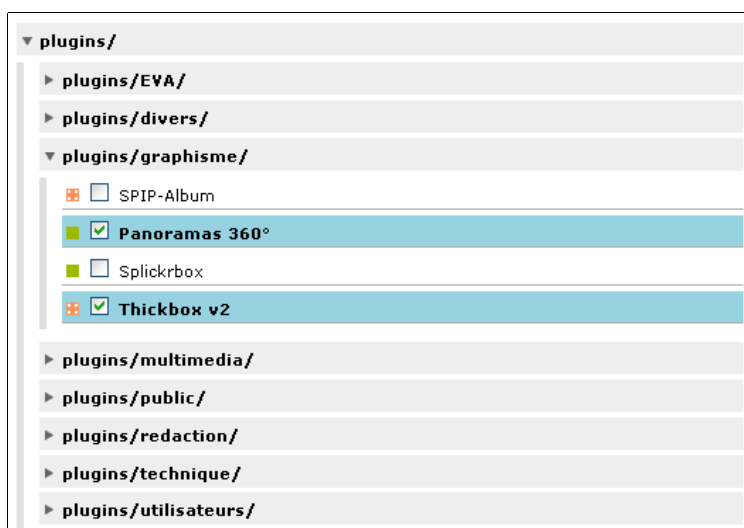 plugins/
plugins/EVA/
plugins/divers/
plugins/graphisme/
SPIP-Album
Panoramas 360°
Splickrbox
Thickbox v2
plugins/multimedia/
plugins/public/
plugins/redaction/
plugins/technique/
plugins/utilisateurs/